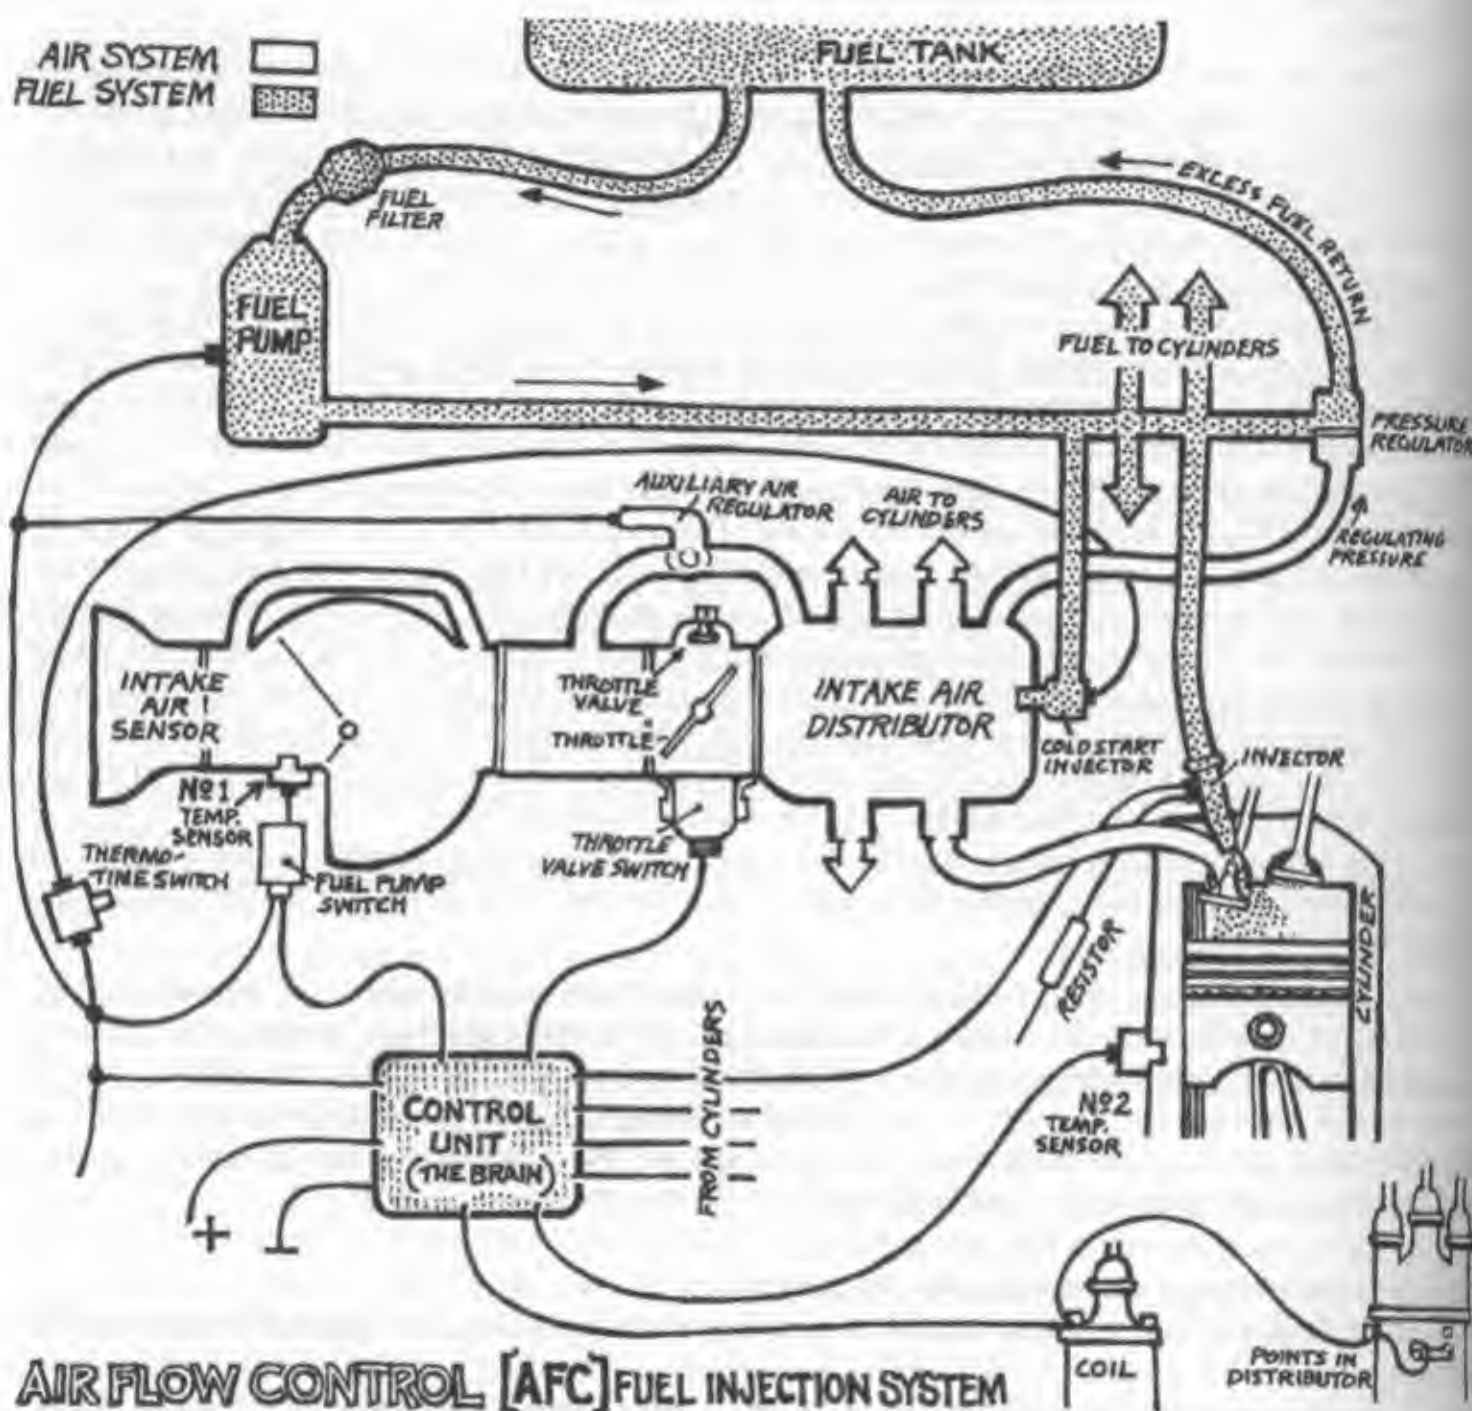 AIR SYSTEM
FUEL SYSTEM
FUEL TANK
FUEL
FILTER
EXCESS FUEL RETURN
FUEL
PUMP
FUEL TO CYLINDERS
PRESSURE
REGULATOR
AUXILIARY AIR
REGULATOR
AIR TO
CYLINDERS
REGULATING
PRESSURE
INTAKE
AIR
SENSOR
THROTTLE
VALVE
THROTTLE
INTAKE AIR
DISTRIBUTOR
COLD START
INJECTOR
INJECTOR
No1
TEMP.
SENSOR
THERMO-
TIME SWITCH
FUEL PUMP
SWITCH
THROTTLE
VALVE SWITCH
RESISTOR
CYLINDER
FROM CYLINDERS
CONTROL
UNIT
(THE BRAIN)
No2
TEMP.
SENSOR
+
COIL
POINTS IN
DISTRIBUTOR
AIR FLOW CONTROL [AFC] FUEL INJECTION SYSTEM